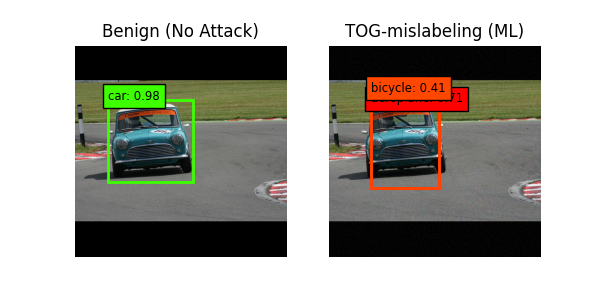 Benign (No Attack)
TOG-mislabeling (ML)
car: 0.98
bicycle: 0.41